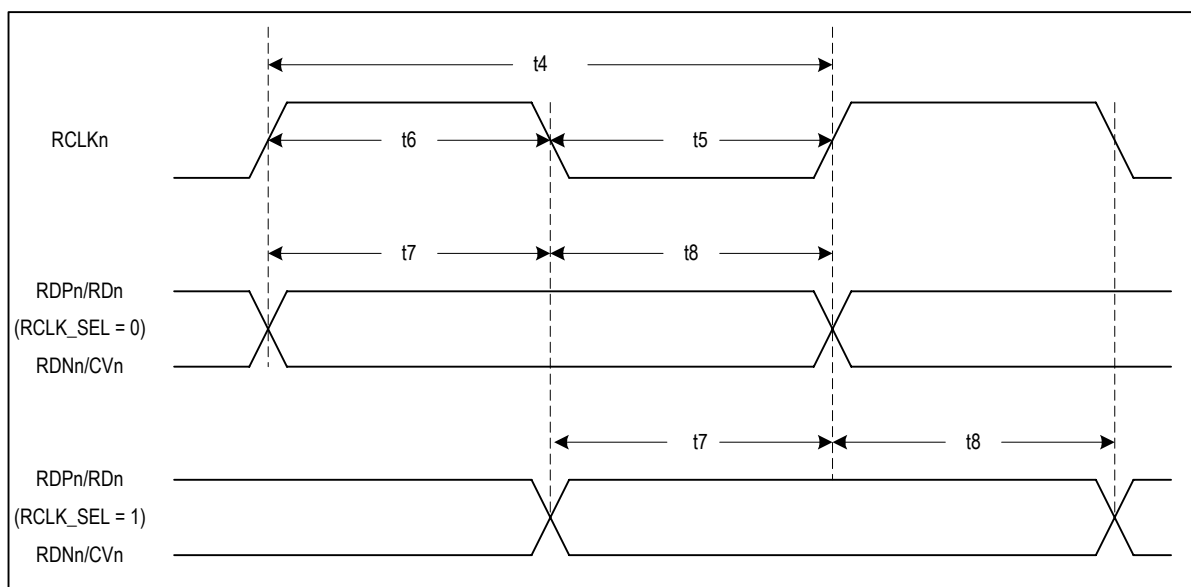 t4
RCLKn
t6
t5
t7
t8
RDPn/RDn
(RCLK_SEL = 0)
RDNn/CVn
t7
t8
RDPn/RDn
(RCLK_SEL = 1)
RDNn/CVn